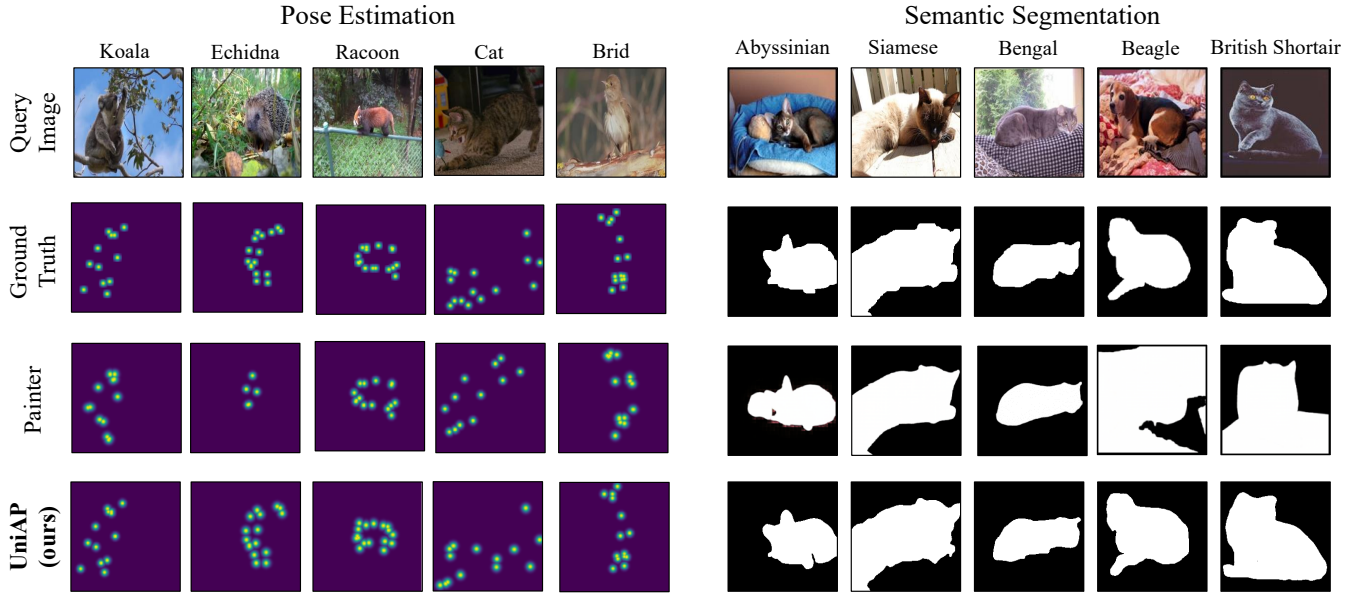 Pose Estimation
Semantic Segmentation
Koala Echidna Racoon Cat Brid
Abyssinian Siamese Bengal Beagle British Shortair
Query
Image
Ground
Truth
Painter
UniAP
(ours)